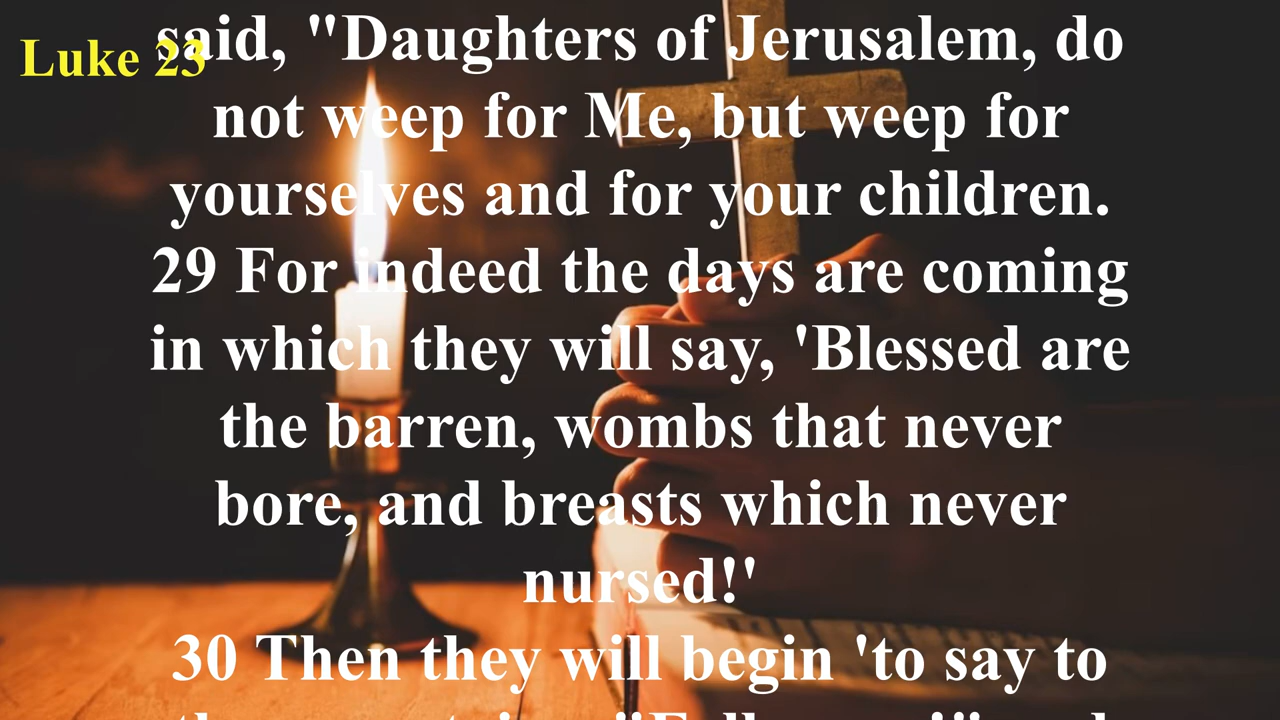 Luke 23
said, "Daughters of Jerusalem, do
not weep for Me, but weep for
yourselves and for your children.
29 For indeed the days are coming
in which they will say, 'Blessed are
the barren, wombs that never
bore, and breasts which never
nursed!'
30 Then they will begin 'to say to